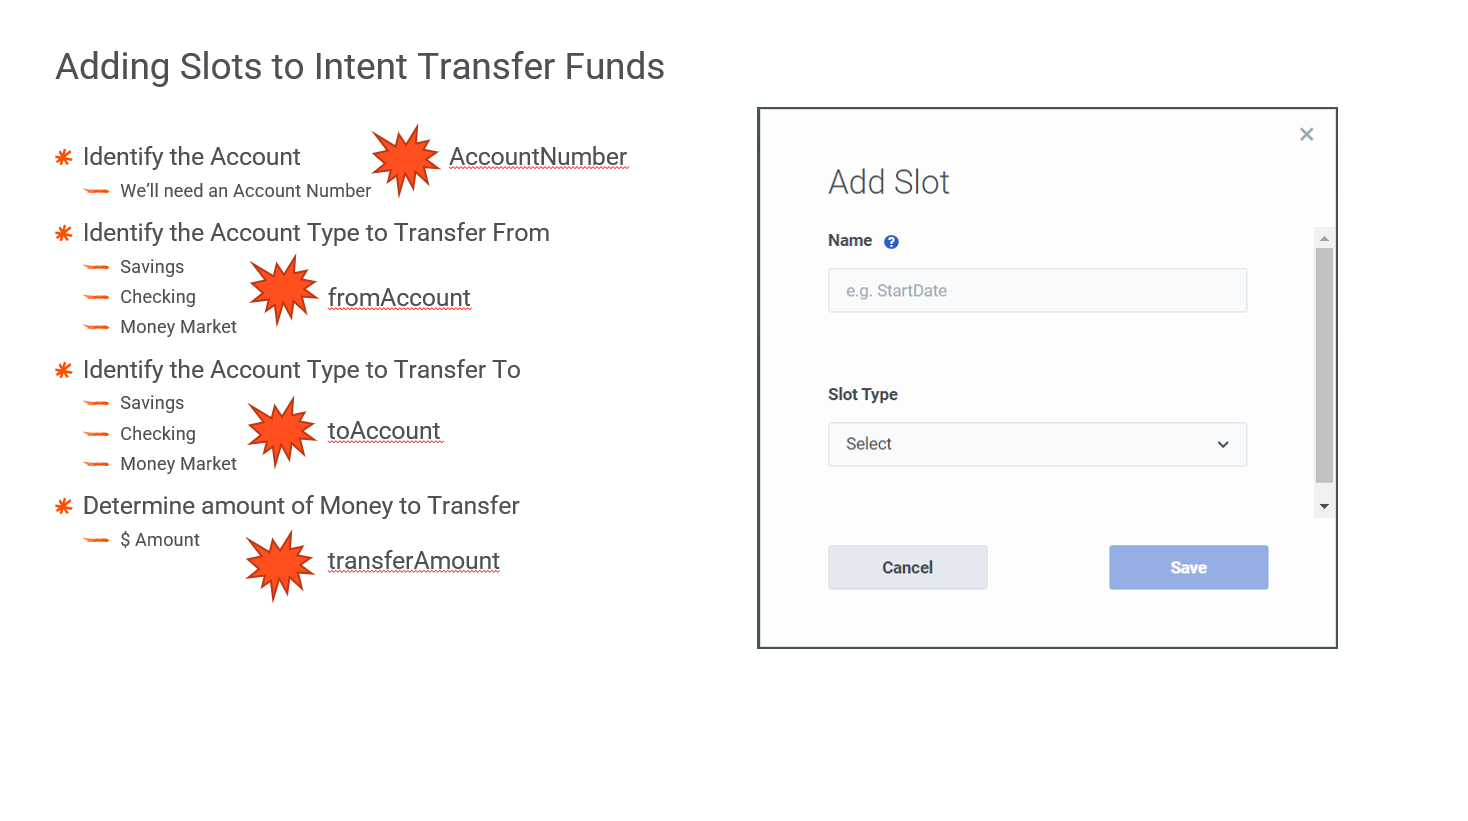 Adding Slots to Intent Transfer Funds
Identify the Account
AccountNumber
We'll need an Account Number
Identify the Account Type to Transfer From
Savings
Checking
fromAccount
Money Market
Identify the Account Type to Transfer To
Savings
Checking
toAccount
Money Market
Determine amount of Money to Transfer
$ Amount
transferAmount
×
Add Slot
Name ?
e.g. StartDate
Slot Type
Select
Cancel
Save